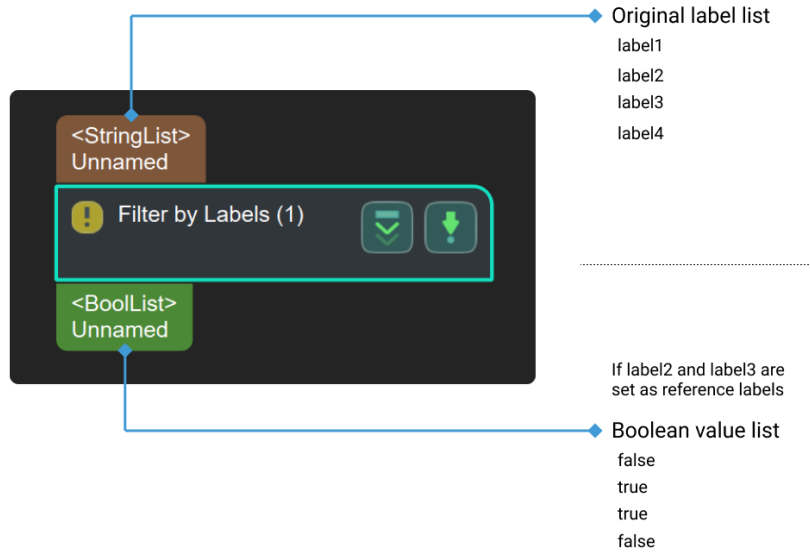 Original label list
label1
label2
label3
label4
<StringList>
Unnamed
Filter by Labels (1)
<BoolList>
Unnamed
If label2 and label3 are
set as reference labels
Boolean value list
false
true
true
false